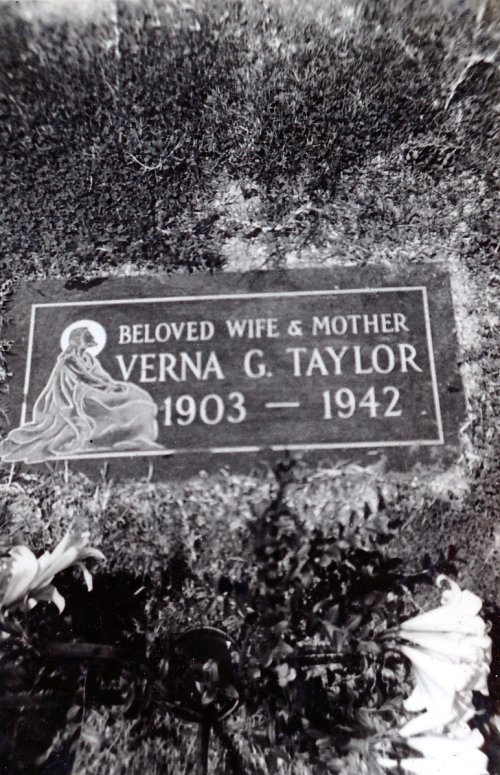 BELOVED WIFE & MOTHER
VERNA G. TAYLOR
1903 — 1942